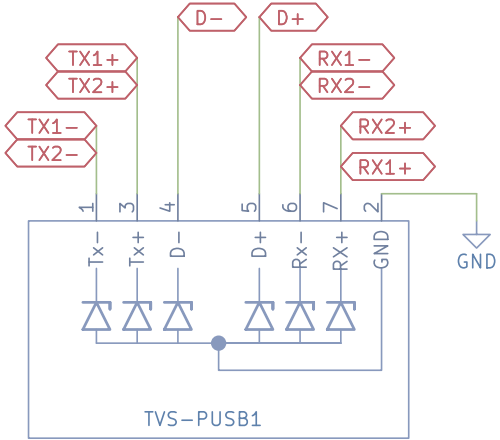 D- D+
TX1+ RX1-
TX2+ RX2-
TX1- RX2+
TX2- RX1+
1 3 4 5 6 7 2
Tx- Tx+ D- D+ Rx- RX+ GND
GND
TVS-PUSB1